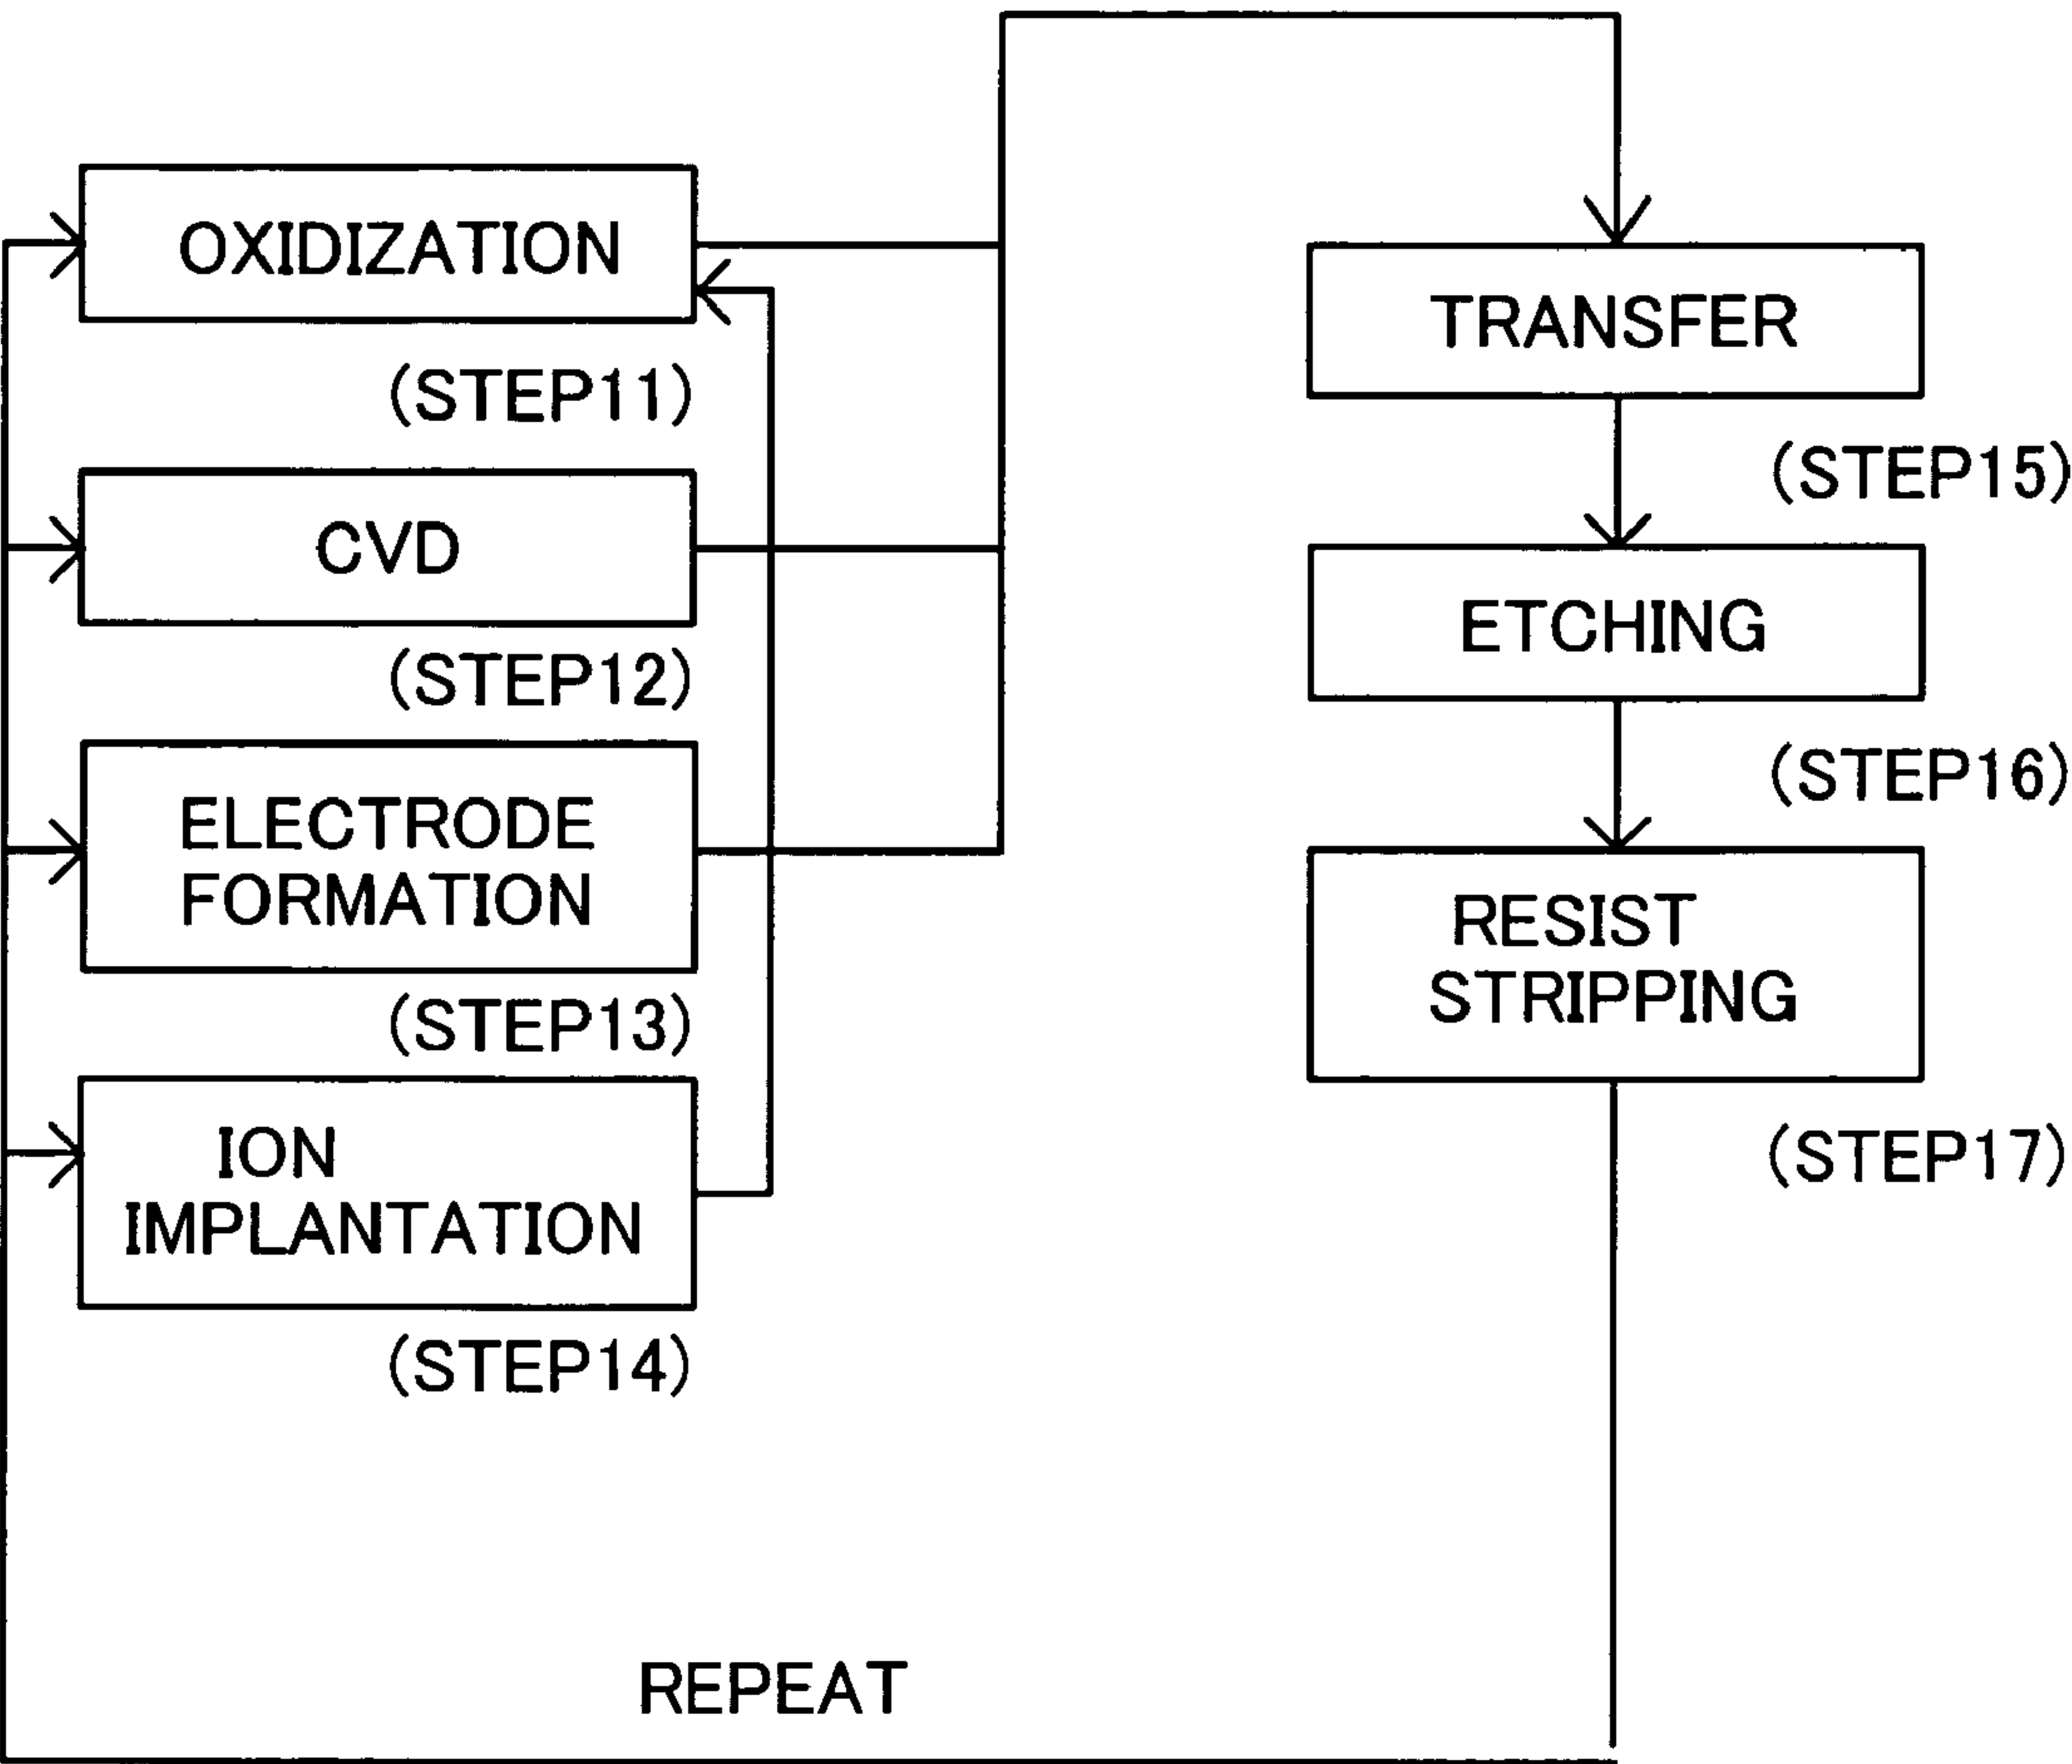 OXIDIZATION
(STEP11)
CVD
(STEP12)
ELECTRODE
FORMATION
(STEP13)
ION
IMPLANTATION
(STEP14)
TRANSFER
(STEP15)
ETCHING
(STEP16)
RESIST
STRIPPING
(STEP17)
REPEAT